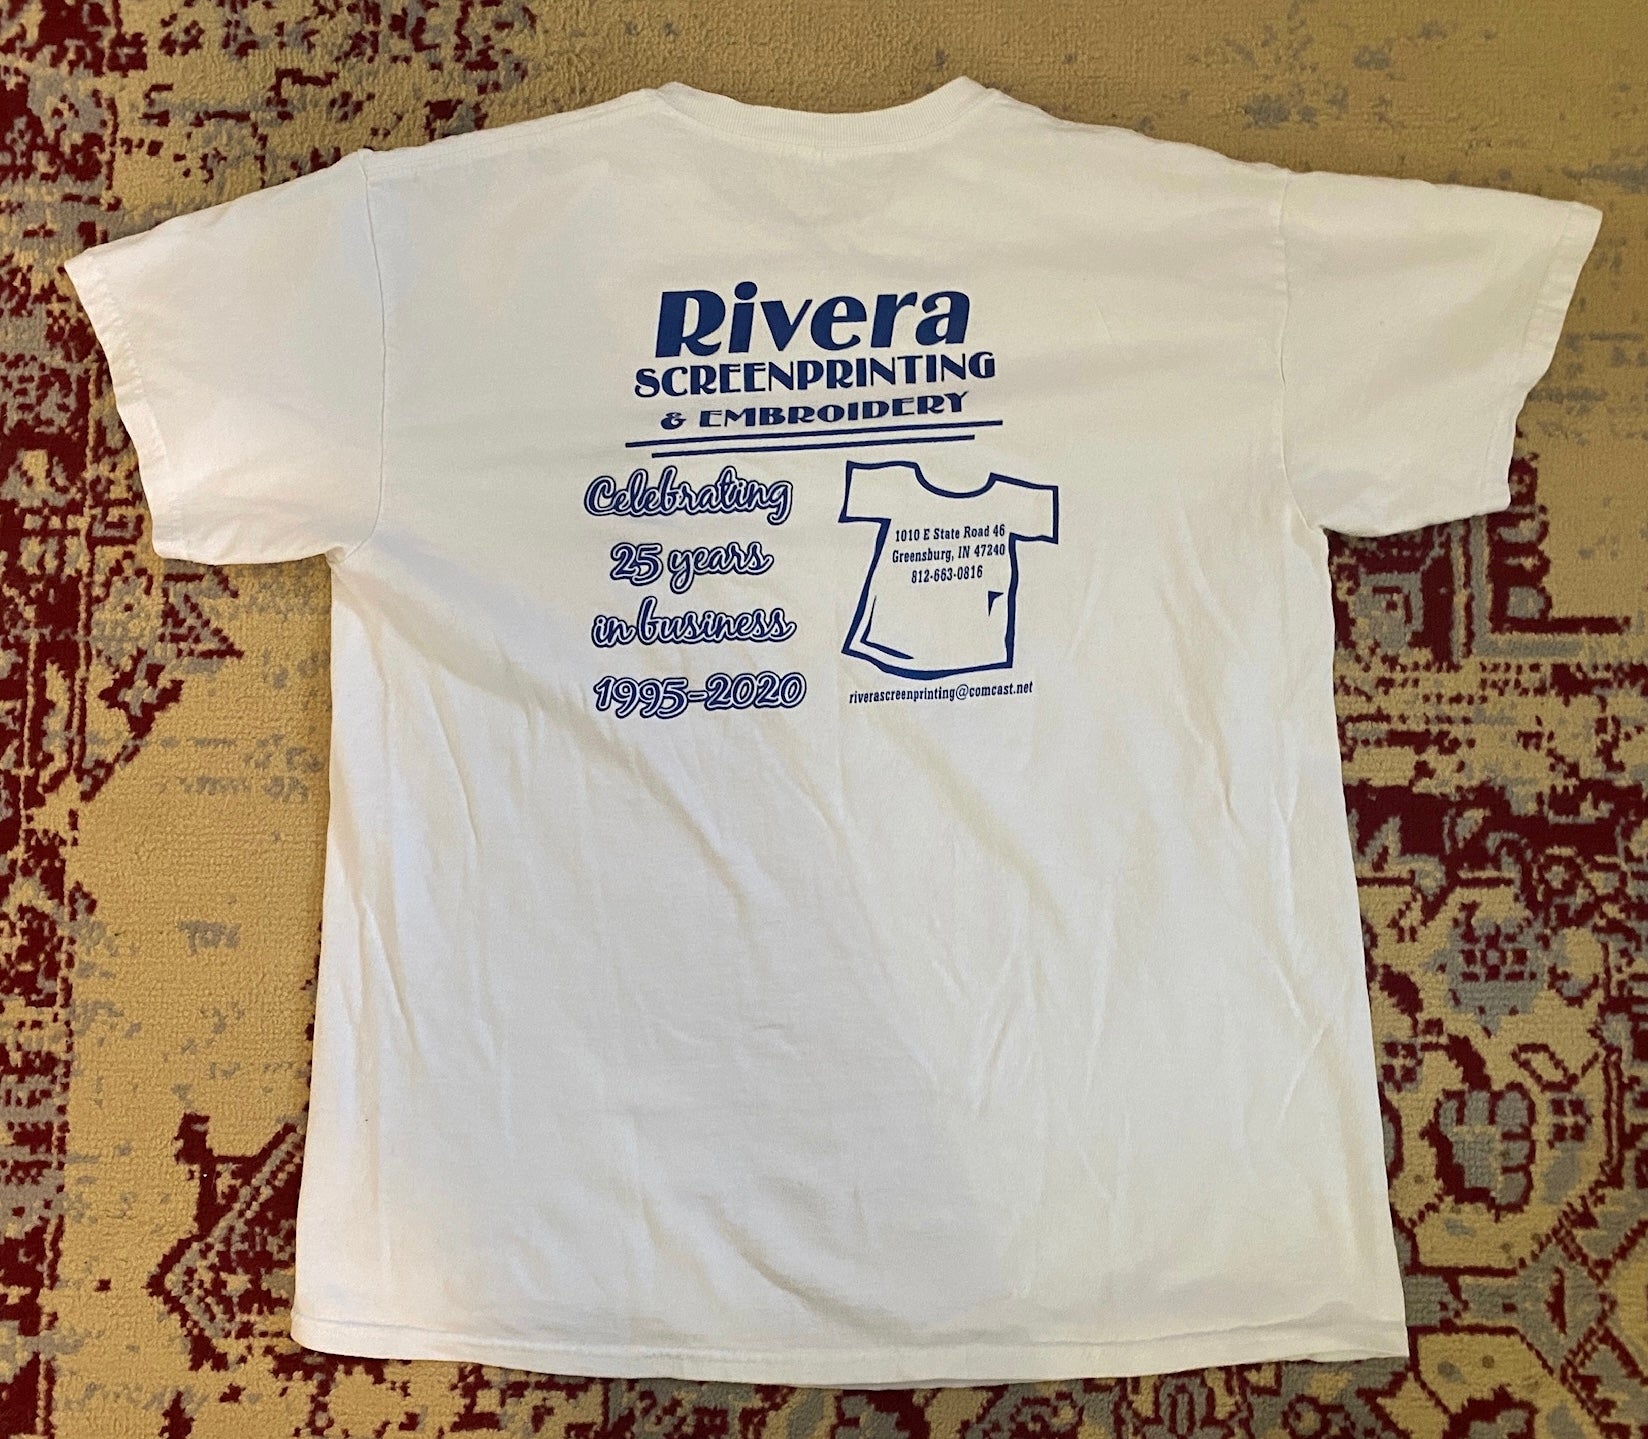 Rivera
SCREENPRINTING
& EMBROIDERY
Celebrating
25 years
in business
1995-2020
1010 E State Road 46
Greensburg, IN 47240
812-663-0816
riverascreenprinting@comcast.net